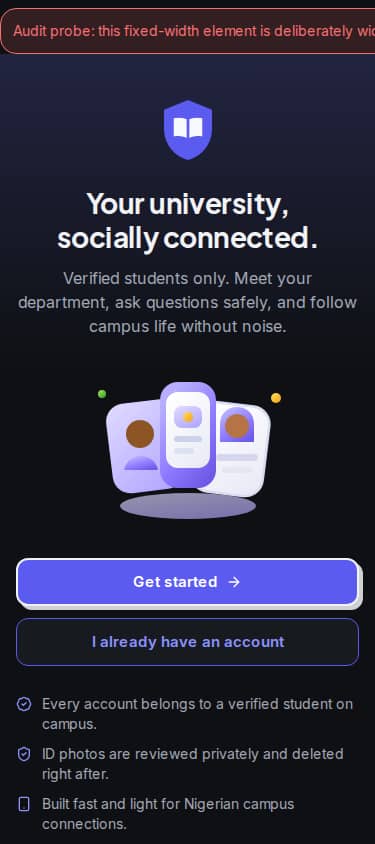 Audit probe: this fixed-width element is deliberately
Your university,
socially connected.
Verified students only. Meet your
department, ask questions safely, and follow
campus life without noise.
Get started →
I already have an account
Every account belongs to a verified student on
campus.
ID photos are reviewed privately and deleted
right after.
Built fast and light for Nigerian campus
connections.